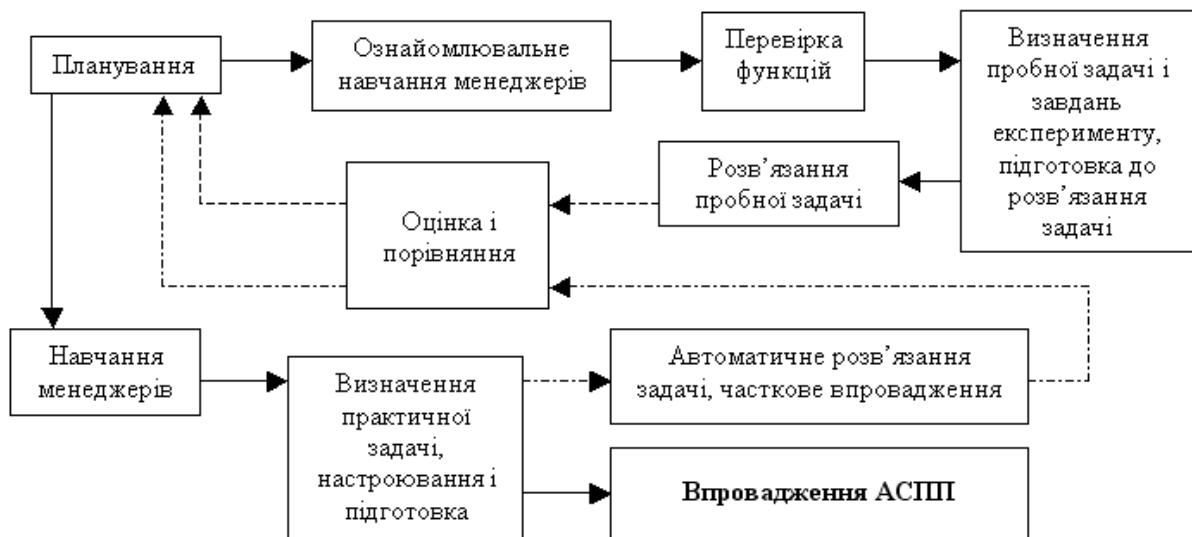 Планування
Ознайомлювальне
навчання менеджерів
Перевірка
функцій
Визначення
пробної задачі і
завдань
експерименту,
підготовка до
розв’язання
задачі
Розв’язання
пробної задачі
Оцінка і
порівняння
Навчання
менеджерів
Визначення
практичної
задачі,
настроювання і
підготовка
Автоматичне розв’язання
задачі, часткове впровадження
Впровадження АСПП